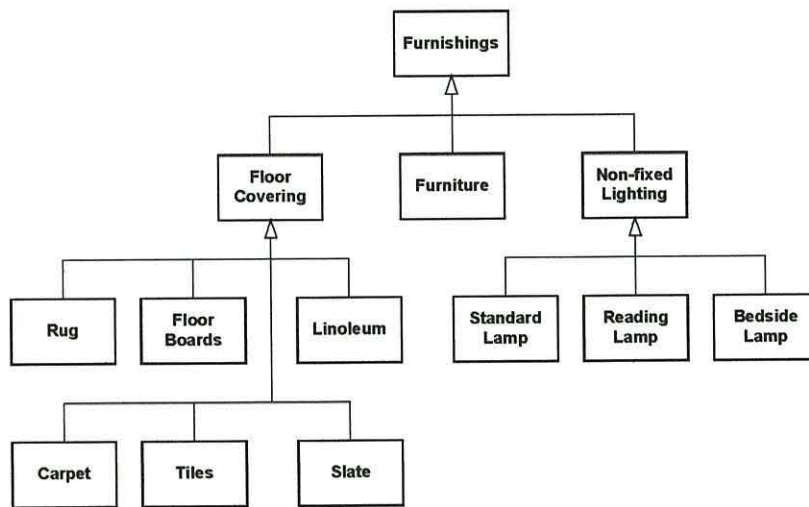 Furnishings
Floor
Covering
Furniture
Non-fixed
Lighting
Rug
Floor
Boards
Linoleum
Standard
Lamp
Reading
Lamp
Bedside
Lamp
Carpet
Tiles
Slate